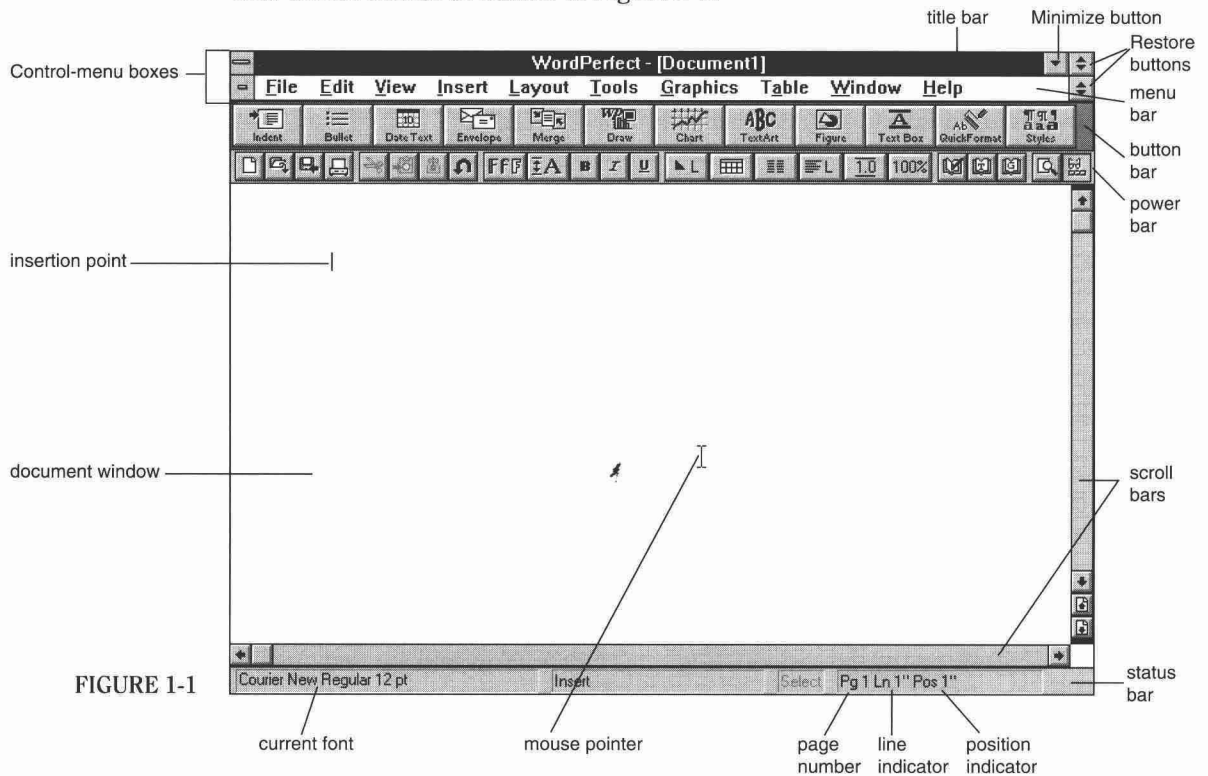 title bar
Minimize button
Restore buttons
Control-menu boxes
WordPerfect - [Document1]
File Edit View Insert Layout Tools Graphics Table Window Help
menu bar
Indent Bullet Date Text Envelope Merge Draw Chart TextArt Figure Text Box QuickFormat Styles
button bar
B I U L L 1.0 100%
power bar
insertion point
document window
scroll bars
FIGURE 1-1
Courier New Regular 12 pt Insert Select Pg 1 Ln 1" Pos 1"
status bar
current font
mouse pointer
page number
line indicator
position indicator